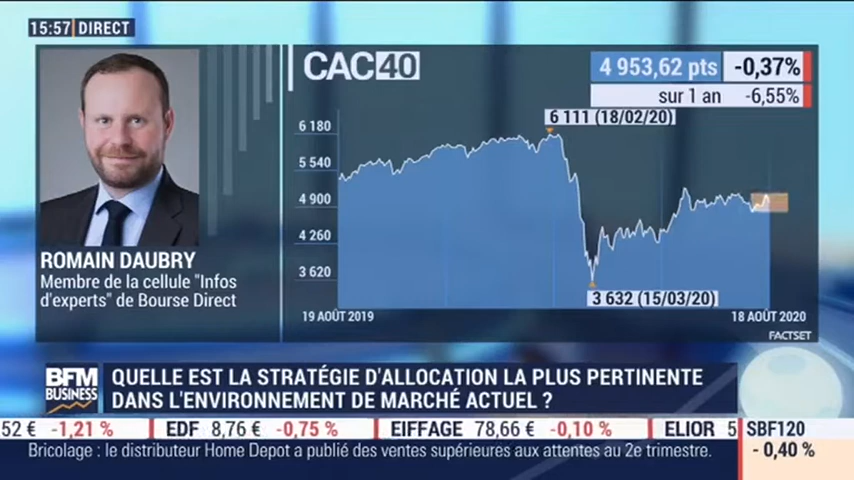 15:57 DIRECT
CAC40
4 953,62 pts -0,37%
sur 1 an -6,55%
6 111 (18/02/20)
6 180
5 540
4 900
4 260
3 620
3 632 (15/03/20)
19 AOÛT 2019
18 AOÛT 2020
FACTSET
ROMAIN DAUBRY
Membre de la cellule "Infos
d'experts" de Bourse Direct
BFM
BUSINESS
QUELLE EST LA STRATÉGIE D'ALLOCATION LA PLUS PERTINENTE
DANS L'ENVIRONNEMENT DE MARCHÉ ACTUEL ?
52 € -1,21 % EDF 8,76 € -0,75 % EIFFAGE 78,66 € -0,10 % ELIOR 5
SBF120
- 0,40 %
Bricolage : le distributeur Home Depot a publié des ventes supérieures aux attentes au 2e trimestre.